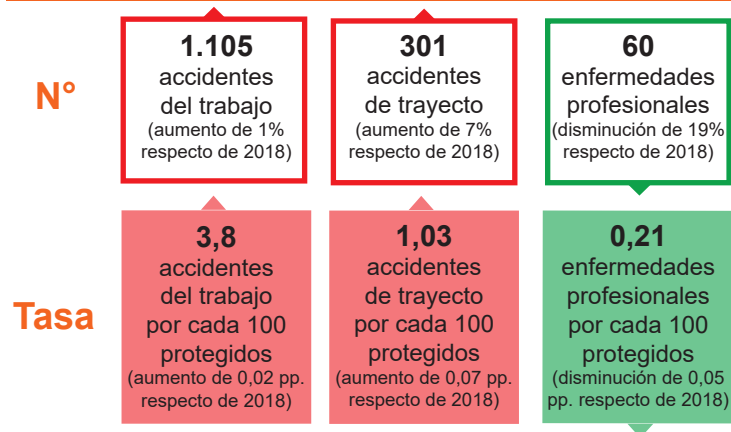 N°
1.105
accidentes
del trabajo
(aumento de 1%
respecto de 2018)
301
accidentes
de trayecto
(aumento de 7%
respecto de 2018)
60
enfermedades
profesionales
(disminución de 19%
respecto de 2018)
Tasa
3,8
accidentes
del trabajo
por cada 100
protegidos
(aumento de 0,02 pp.
respecto de 2018)
1,03
accidentes
de trayecto
por cada 100
protegidos
(aumento de 0,07 pp.
respecto de 2018)
0,21
enfermedades
profesionales
por cada 100
protegidos
(disminución de 0,05
pp. respecto de 2018)